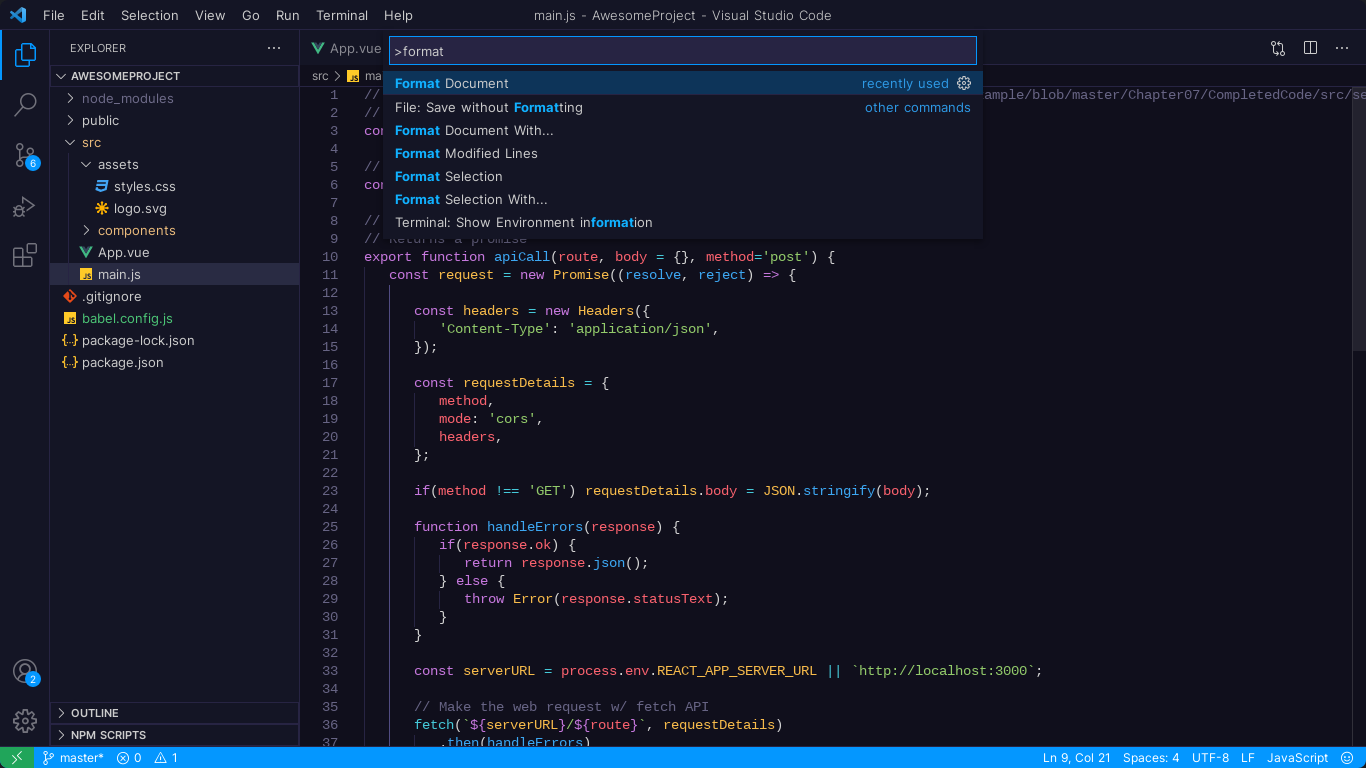 File Edit Selection View Go Run Terminal Help
main.js - AwesomeProject - Visual Studio Code
EXPLORER
AWESOMEPROJECT
node_modules
public
src
assets
styles.css
logo.svg
components
App.vue
main.js
.gitignore
babel.config.js
package-lock.json
package.json
OUTLINE
NPM SCRIPTS
6
2
App.vue
>format
Format Document recently used
File: Save without Formatting other commands
Format Document With...
Format Modified Lines
Format Selection
Format Selection With...
Terminal: Show Environment information
src > JS
1 // ample/blob/master/Chapter07/CompletedCode/src/se
2 //
3
4
5 //
6
7
8 //
9 // Returns a promise
10 export function apiCall(route, body = {}, method='post') {
11 const request = new Promise((resolve, reject) => {
12
13 const headers = new Headers({
14 'Content-Type': 'application/json',
15 });
16
17 const requestDetails = {
18 method,
19 mode: 'cors',
20 headers,
21 };
22
23 if(method !== 'GET') requestDetails.body = JSON.stringify(body);
24
25 function handleErrors(response) {
26 if(response.ok) {
27 return response.json();
28 } else {
29 throw Error(response.statusText);
30 }
31 }
32
33 const serverURL = process.env.REACT_APP_SERVER_URL || `http://localhost:3000`;
34
35 // Make the web request w/ fetch API
36 fetch(`${serverURL}/${route}`, requestDetails)
37 .then(handleErrors)
master* 0 1
Ln 9, Col 21 Spaces: 4 UTF-8 LF JavaScript